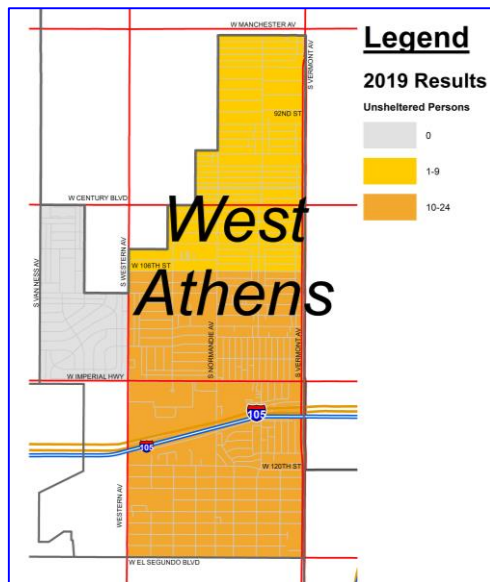 W MANCHESTER AV
S VERMONT AV
92ND ST
W CENTURY BLVD
West
Athens
S VAN NESS AV
S WESTERN AV
W 106TH ST
S NORMANDIE AV
S VERMONT AV
W IMPERIAL HWY
105
105
WESTERN AV
W 120TH ST
W EL SEGUNDO BLVD
Legend
2019 Results
Unsheltered Persons
0
1-9
10-24